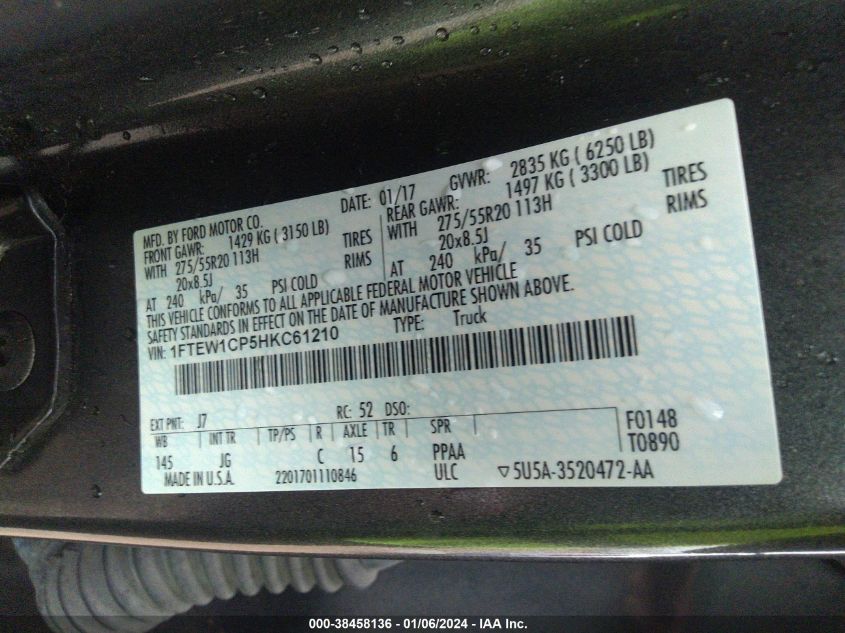 MFD. BY FORD MOTOR CO. DATE: 01/17 GVWR: 2835 KG ( 6250 LB)
FRONT GAWR: 1429 KG ( 3150 LB) REAR GAWR: 1497 KG ( 3300 LB)
WITH 275/55R20 113H TIRES WITH 275/55R20 113H TIRES
20x8.5J RIMS 20x8.5J RIMS
AT 240 kPa/ 35 PSI COLD AT 240 kPa/ 35 PSI COLD
THIS VEHICLE CONFORMS TO ALL APPLICABLE FEDERAL MOTOR VEHICLE
SAFETY STANDARDS IN EFFECT ON THE DATE OF MANUFACTURE SHOWN ABOVE.
VIN: 1FTEW1CP5HKC61210 TYPE: Truck
EXT PNT: J7 RC: 52 DSO: F0148
WB INT TR TP/PS R AXLE TR SPR T0890
145 JG C 15 6 PPAA
MADE IN U.S.A. 2201701110846 ULC ▽5U5A-3520472-AA
000-38458136 - 01/06/2024 - IAA Inc.